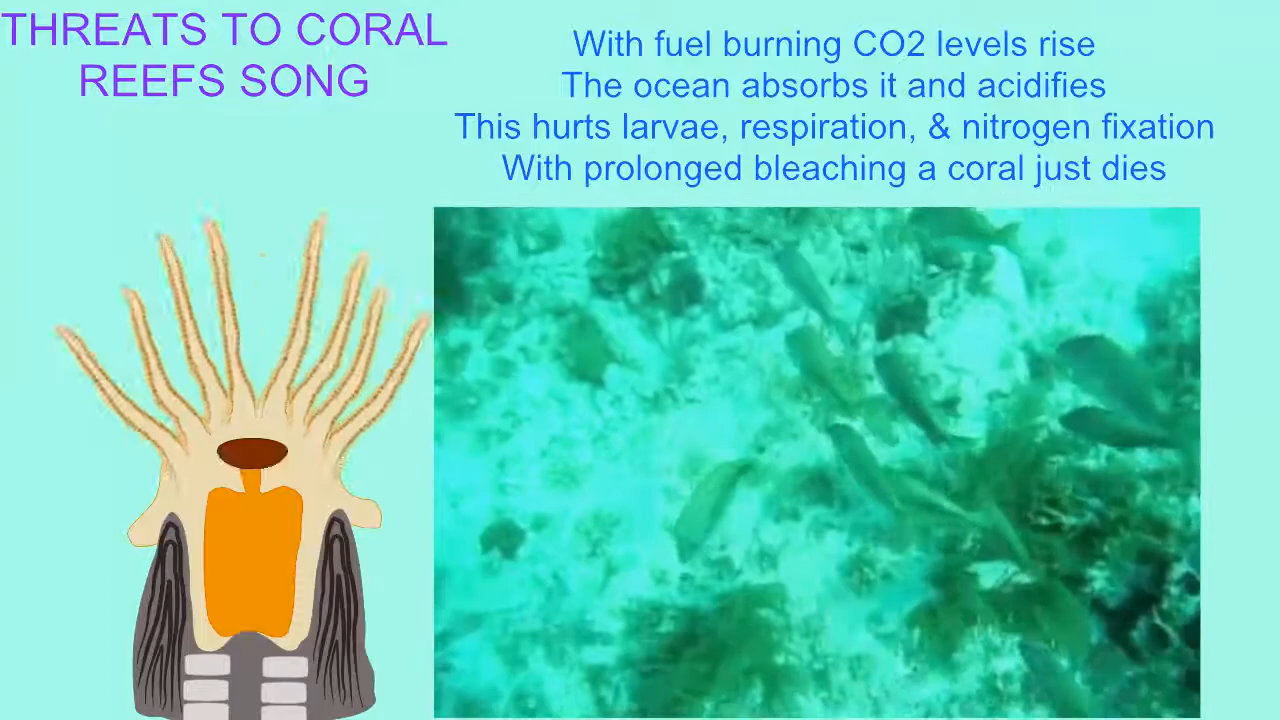 THREATS TO CORAL
REEFS SONG
With fuel burning CO2 levels rise
The ocean absorbs it and acidifies
This hurts larvae, respiration, & nitrogen fixation
With prolonged bleaching a coral just dies